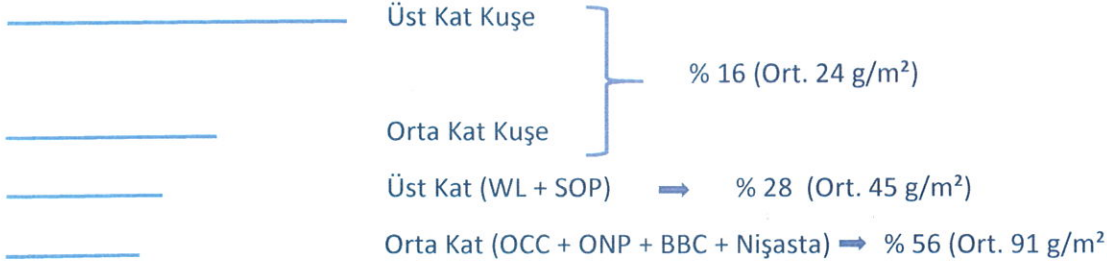 Üst Kat Kuşe
% 16 (Ort. 24 g/m²)
Orta Kat Kuşe
Üst Kat (WL + SOP) ➡ % 28 (Ort. 45 g/m²)
Orta Kat (OCC + ONP + BBC + Nişasta) ➡ % 56 (Ort. 91 g/m²